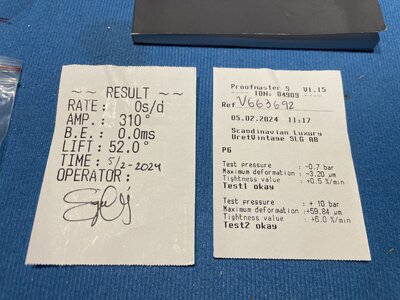 ~~ RESULT ~~
RATE: 0s/d
AMP.: 310°
B.E.: 0.0ms
LIFT: 52.0°
TIME: 5/2-2024
OPERATOR:
Proofmaster S V1.15
IDN: 04909
Ref V663692
05.02.2024 11:17
Scandinavian Luxury
UretVintage SLG AB
P6
Test pressure : -0.7 bar
Maximum deformation : -3.20 µm
Tightness value : +0.5 %/min
Test1 okay
Test pressure : + 10 bar
Maximum deformation : +59.84 µm
Tightness value : +6.0 %/min
Test2 okay